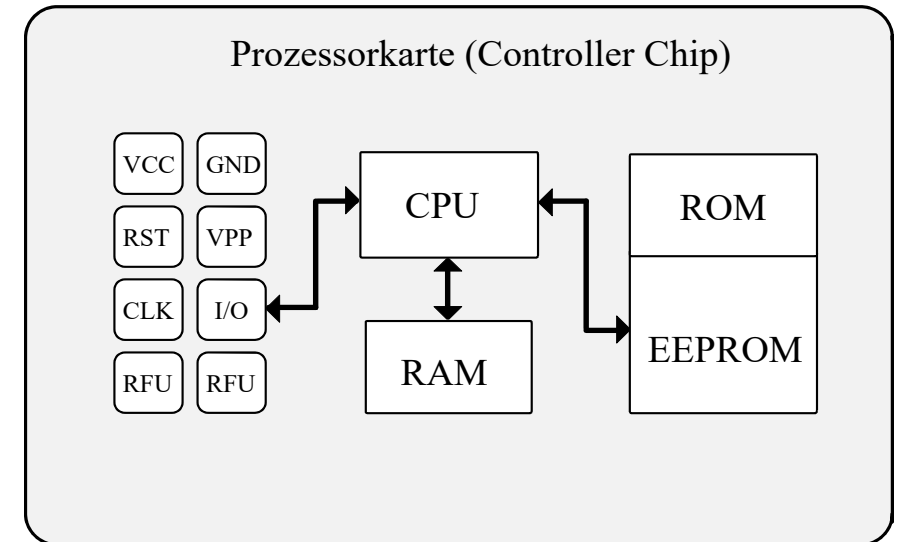 Prozessorkarte (Controller Chip)
VCC GND
RST VPP
CLK I/O
RFU RFU
CPU
RAM
ROM
EEPROM